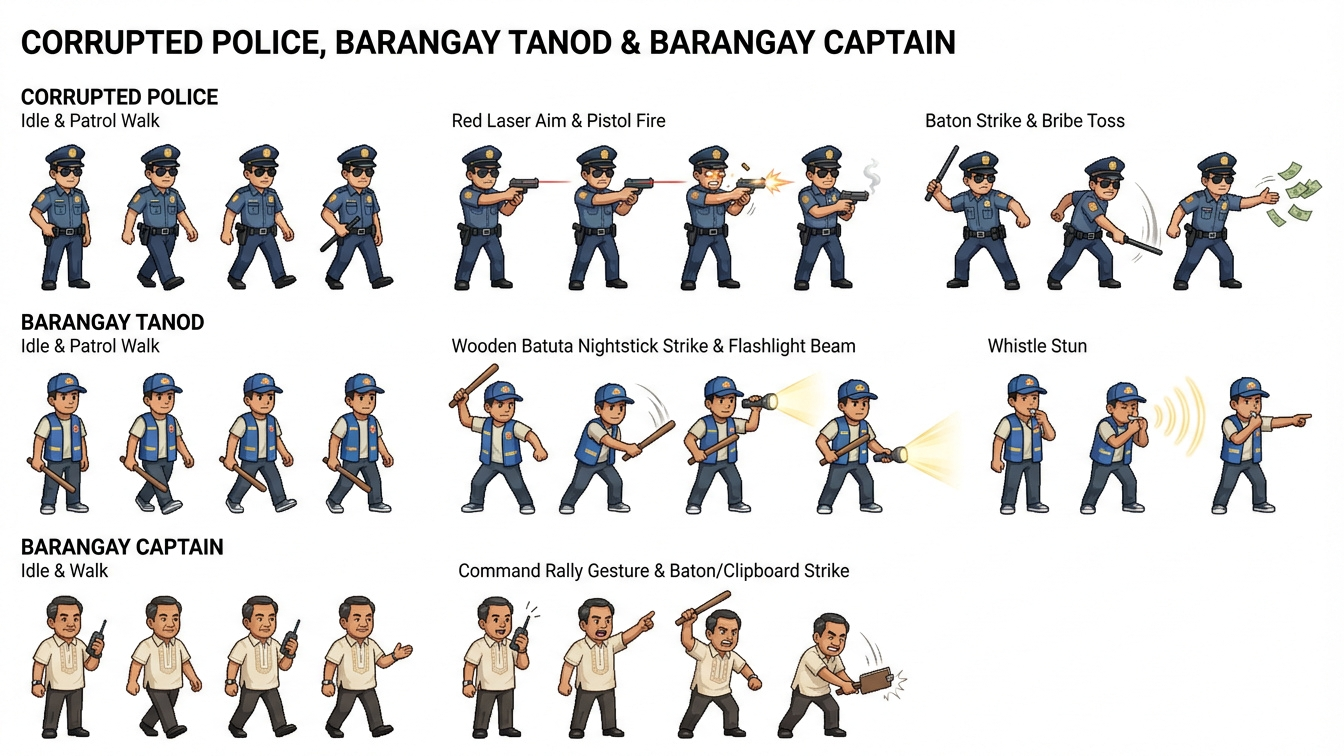 CORRUPTED POLICE, BARANGAY TANOD & BARANGAY CAPTAIN
CORRUPTED POLICE
Idle & Patrol Walk
Red Laser Aim & Pistol Fire
Baton Strike & Bribe Toss
BARANGAY TANOD
Idle & Patrol Walk
Wooden Batuta Nightstick Strike & Flashlight Beam
Whistle Stun
BARANGAY CAPTAIN
Idle & Walk
Command Rally Gesture & Baton/Clipboard Strike